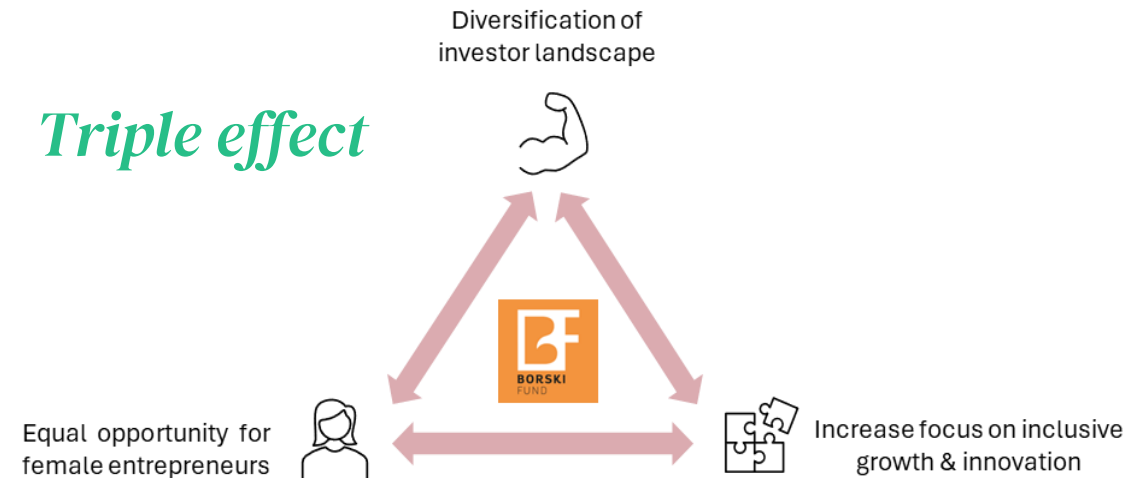 Diversification of
investor landscape
Triple effect
BF
BORSKI
FUND
Equal opportunity for
female entrepreneurs
Increase focus on inclusive
growth & innovation